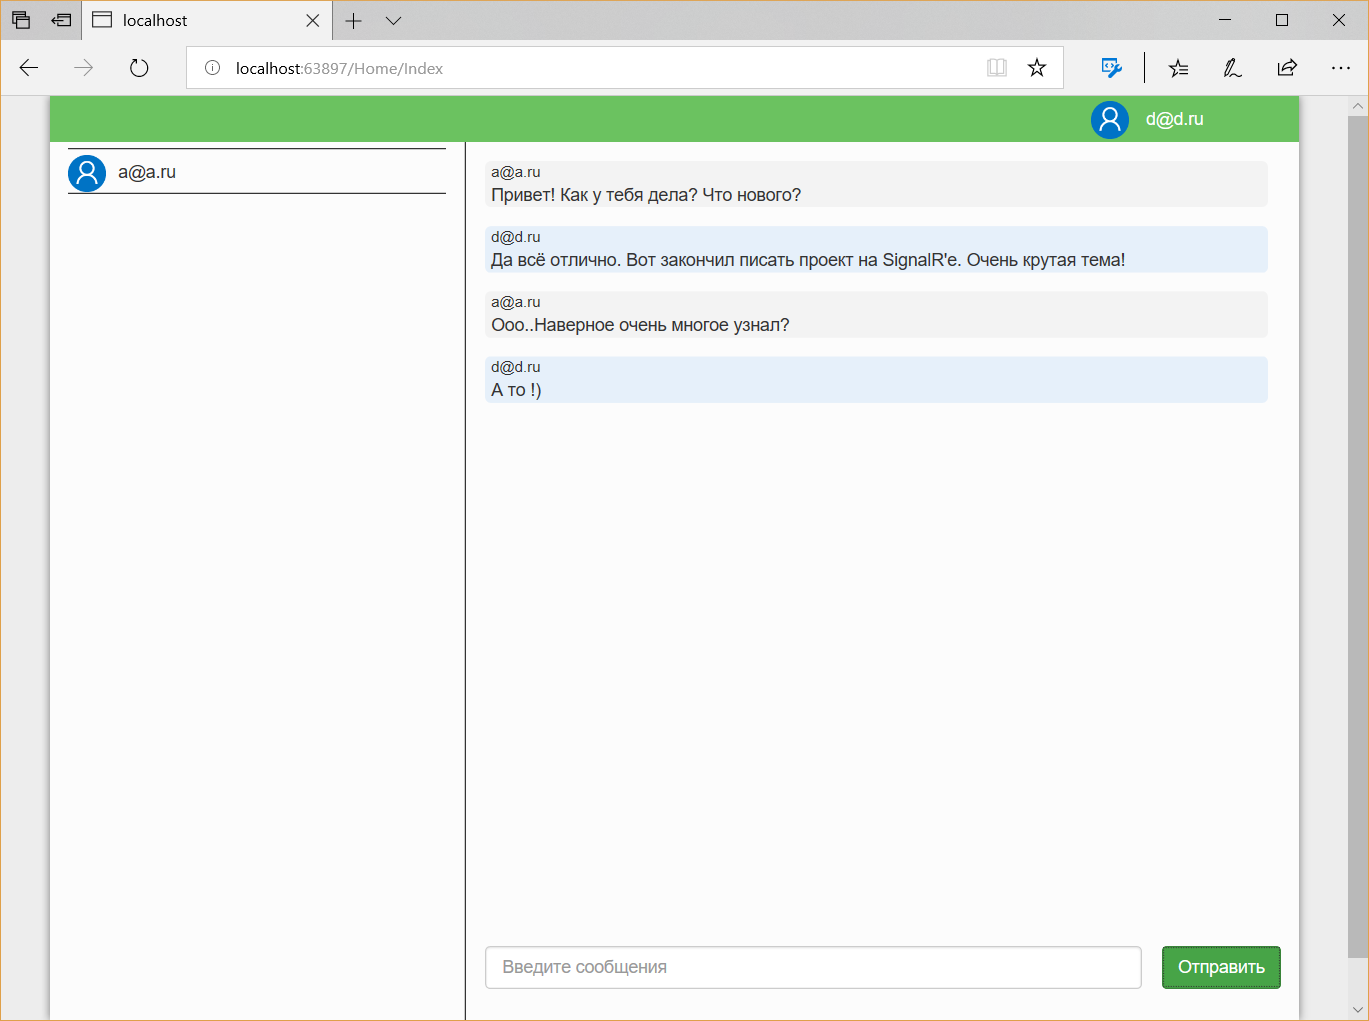 localhost
localhost:63897/Home/Index
d@d.ru
a@a.ru
a@a.ru
Привет! Как у тебя дела? Что нового?
d@d.ru
Да всё отлично. Вот закончил писать проект на SignalR'e. Очень крутая тема!
a@a.ru
Ооо..Наверное очень многое узнал?
d@d.ru
А то !)
Введите сообщения
Отправить